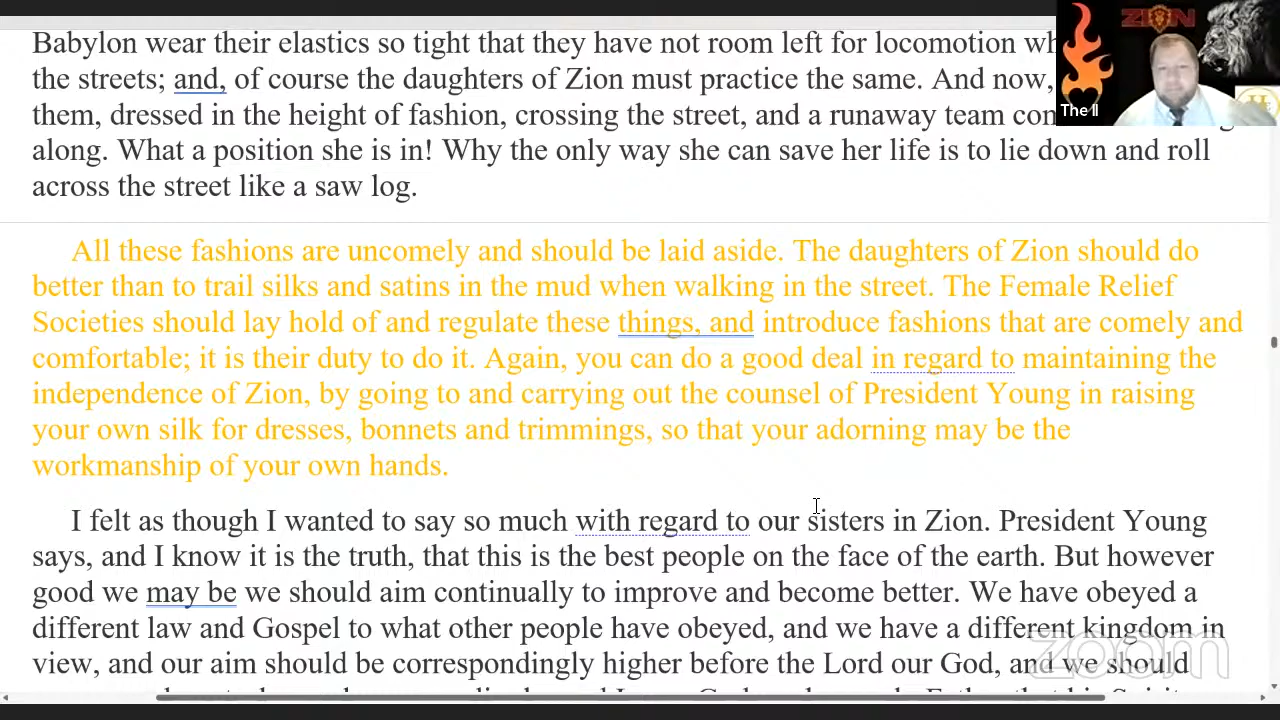 Babylon wear their elastics so tight that they have not room left for locomotion
the streets; and, of course the daughters of Zion must practice the same. And now,
them, dressed in the height of fashion, crossing the street, and a runaway team
along. What a position she is in! Why the only way she can save her life is to lie down and roll
across the street like a saw log.
All these fashions are uncomely and should be laid aside. The daughters of Zion should do
better than to trail silks and satins in the mud when walking in the street. The Female Relief
Societies should lay hold of and regulate these things, and introduce fashions that are comely and
comfortable; it is their duty to do it. Again, you can do a good deal in regard to maintaining the
independence of Zion, by going to and carrying out the counsel of President Young in raising
your own silk for dresses, bonnets and trimmings, so that your adorning may be the
workmanship of your own hands.
I felt as though I wanted to say so much with regard to our sisters in Zion. President Young
says, and I know it is the truth, that this is the best people on the face of the earth. But however
good we may be we should aim continually to improve and become better. We have obeyed a
different law and Gospel to what other people have obeyed, and we have a different kingdom in
view, and our aim should be correspondingly higher before the Lord our God, and we should
ZION
The II
zoom